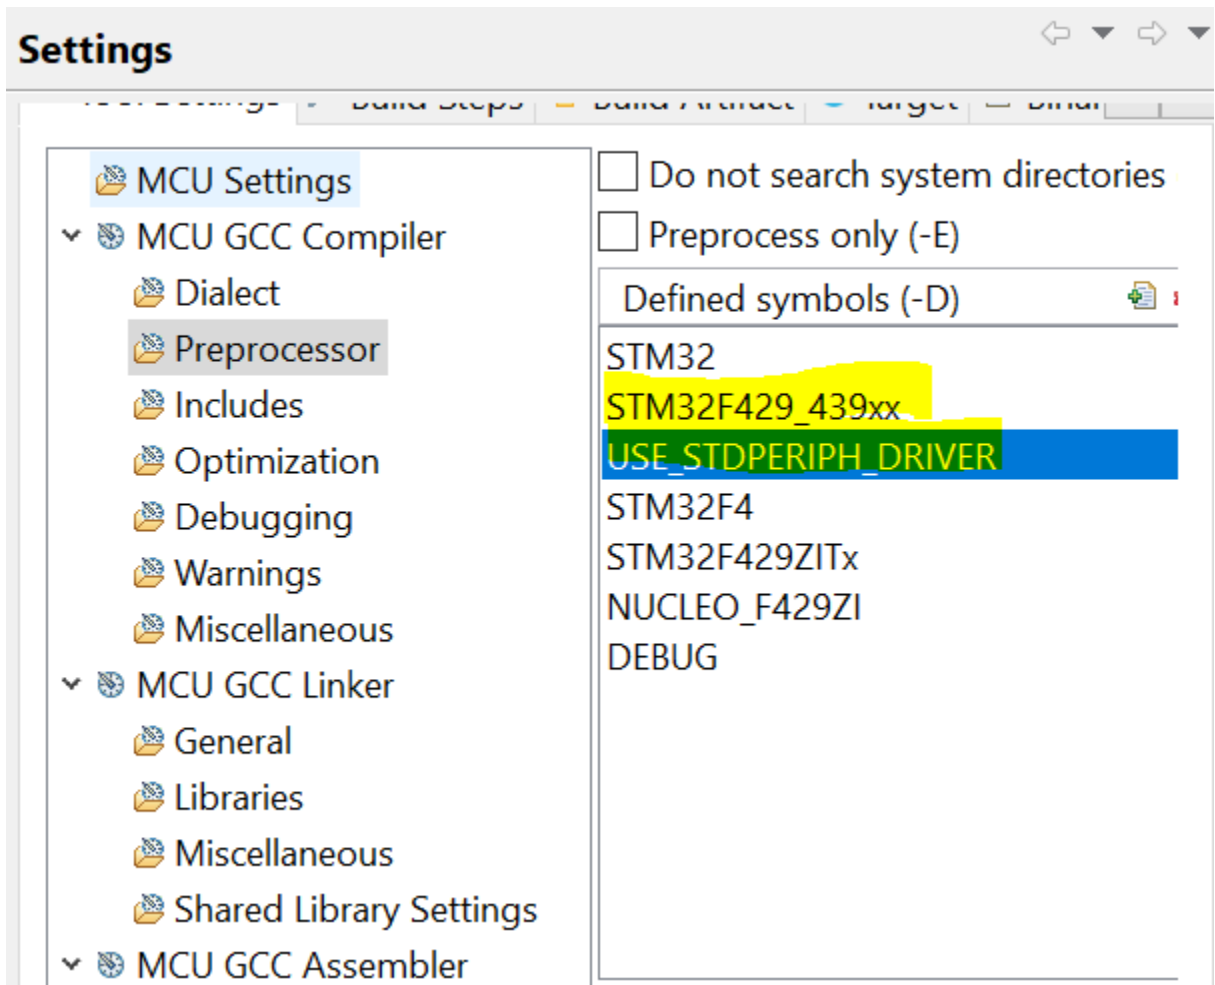 Settings
MCU Settings
MCU GCC Compiler
Dialect
Preprocessor
Includes
Optimization
Debugging
Warnings
Miscellaneous
MCU GCC Linker
General
Libraries
Miscellaneous
Shared Library Settings
MCU GCC Assembler
Do not search system directories
Preprocess only (-E)
Defined symbols (-D)
STM32
STM32F429_439xx
USE_STDPERIPH_DRIVER
STM32F4
STM32F429ZITx
NUCLEO_F429ZI
DEBUG